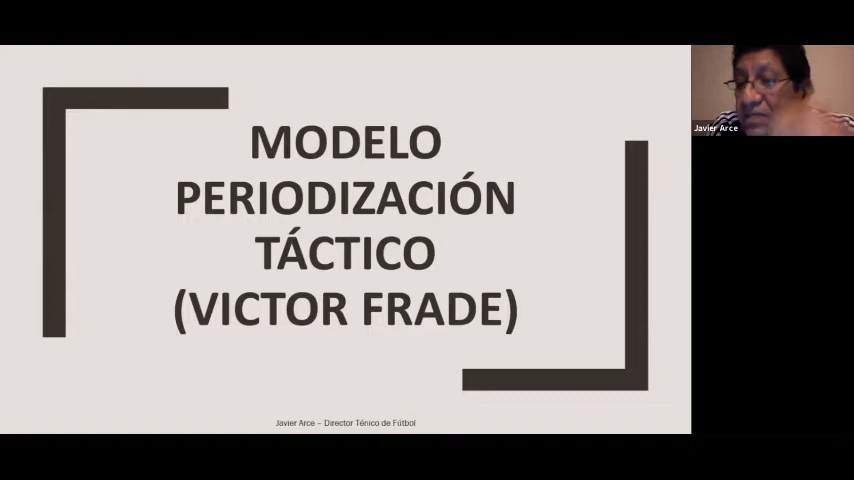 MODELO
PERIODIZACIÓN
TÁCTICO
(VICTOR FRADE)
Javier Arce – Director Ténico de Fútbol
Javier Arce